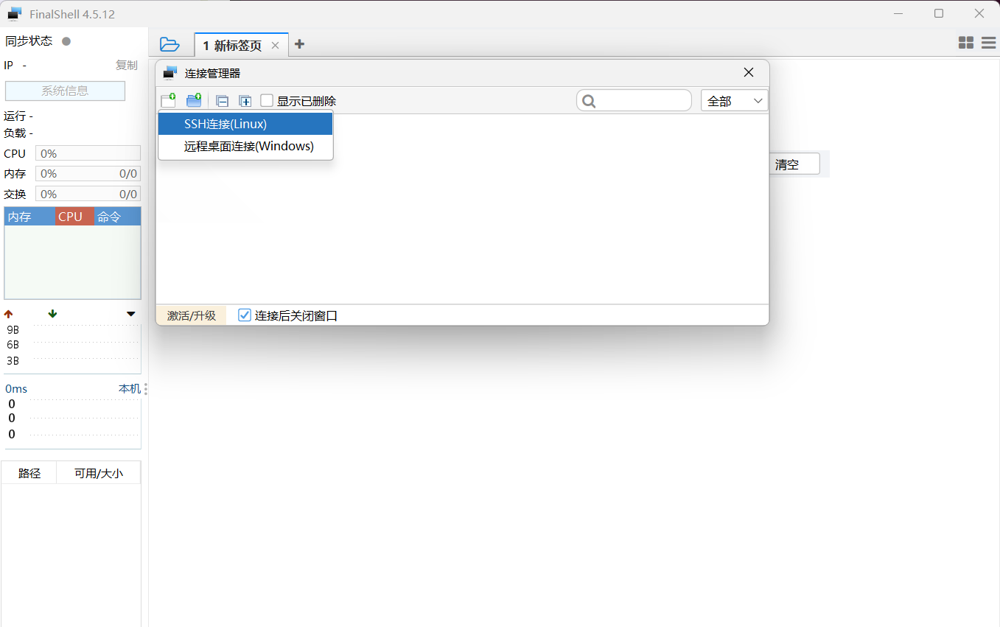 FinalShell 4.5.12
同步状态
IP -
复制
系统信息
运行 -
负载 -
CPU 0%
内存 0% 0/0
交换 0% 0/0
内存 CPU 命令
9B
6B
3B
0ms 本机
0
0
0
路径 可用/大小
1 新标签页
连接管理器
显示已删除
全部
SSH连接(Linux)
远程桌面连接(Windows)
清空
激活/升级
连接后关闭窗口